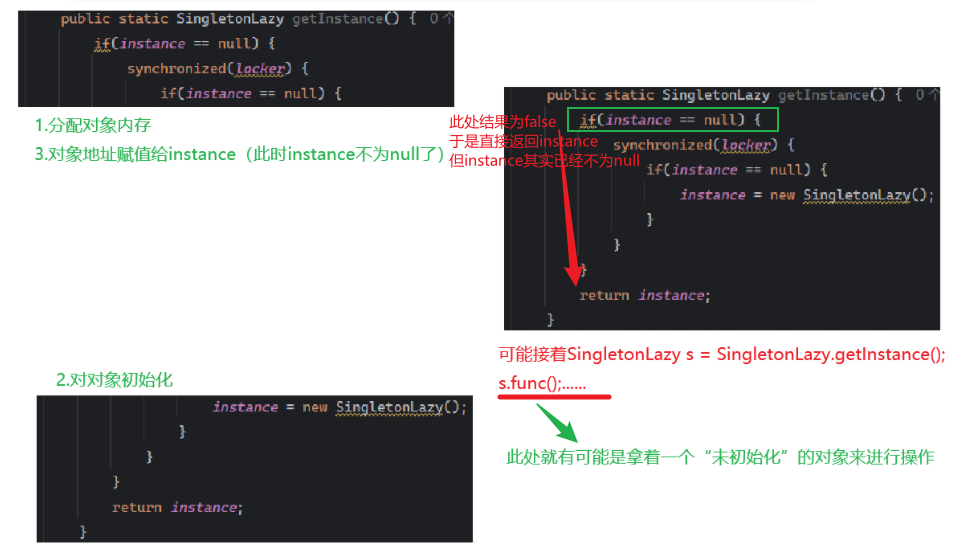 public static SingletonLazy getInstance() { 0个
if(instance == null) {
synchronized(locker) {
if(instance == null) {
1.分配对象内存
3.对象地址赋值给instance（此时instance不为null了）
此处结果为false
于是直接返回instance
但instance其实已经不为null
public static SingletonLazy getInstance() { 0个
if(instance == null) {
synchronized(locker) {
if(instance == null) {
instance = new SingletonLazy();
}
}
}
return instance;
}
可能接着SingletonLazy s = SingletonLazy.getInstance();
s.func();......
此处就有可能是拿着一个“未初始化”的对象来进行操作
2.对对象初始化
instance = new SingletonLazy();
}
}
}
return instance;
}